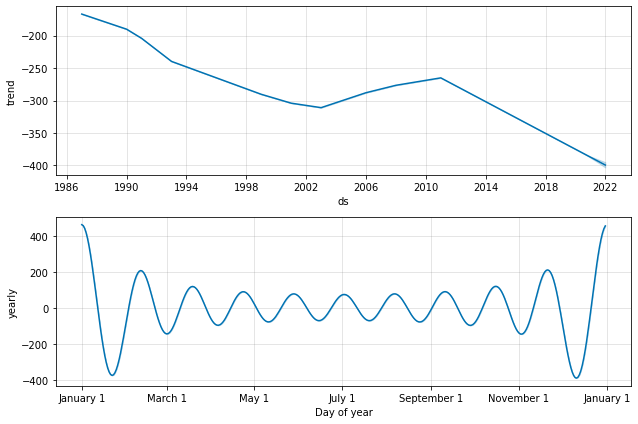 −200
−250
−300
−350
−400
trend
1986 1990 1994 1998 2002 2006 2010 2014 2018 2022
ds
400
200
0
−200
−400
yearly
January 1 March 1 May 1 July 1 September 1 November 1 January 1
Day of year